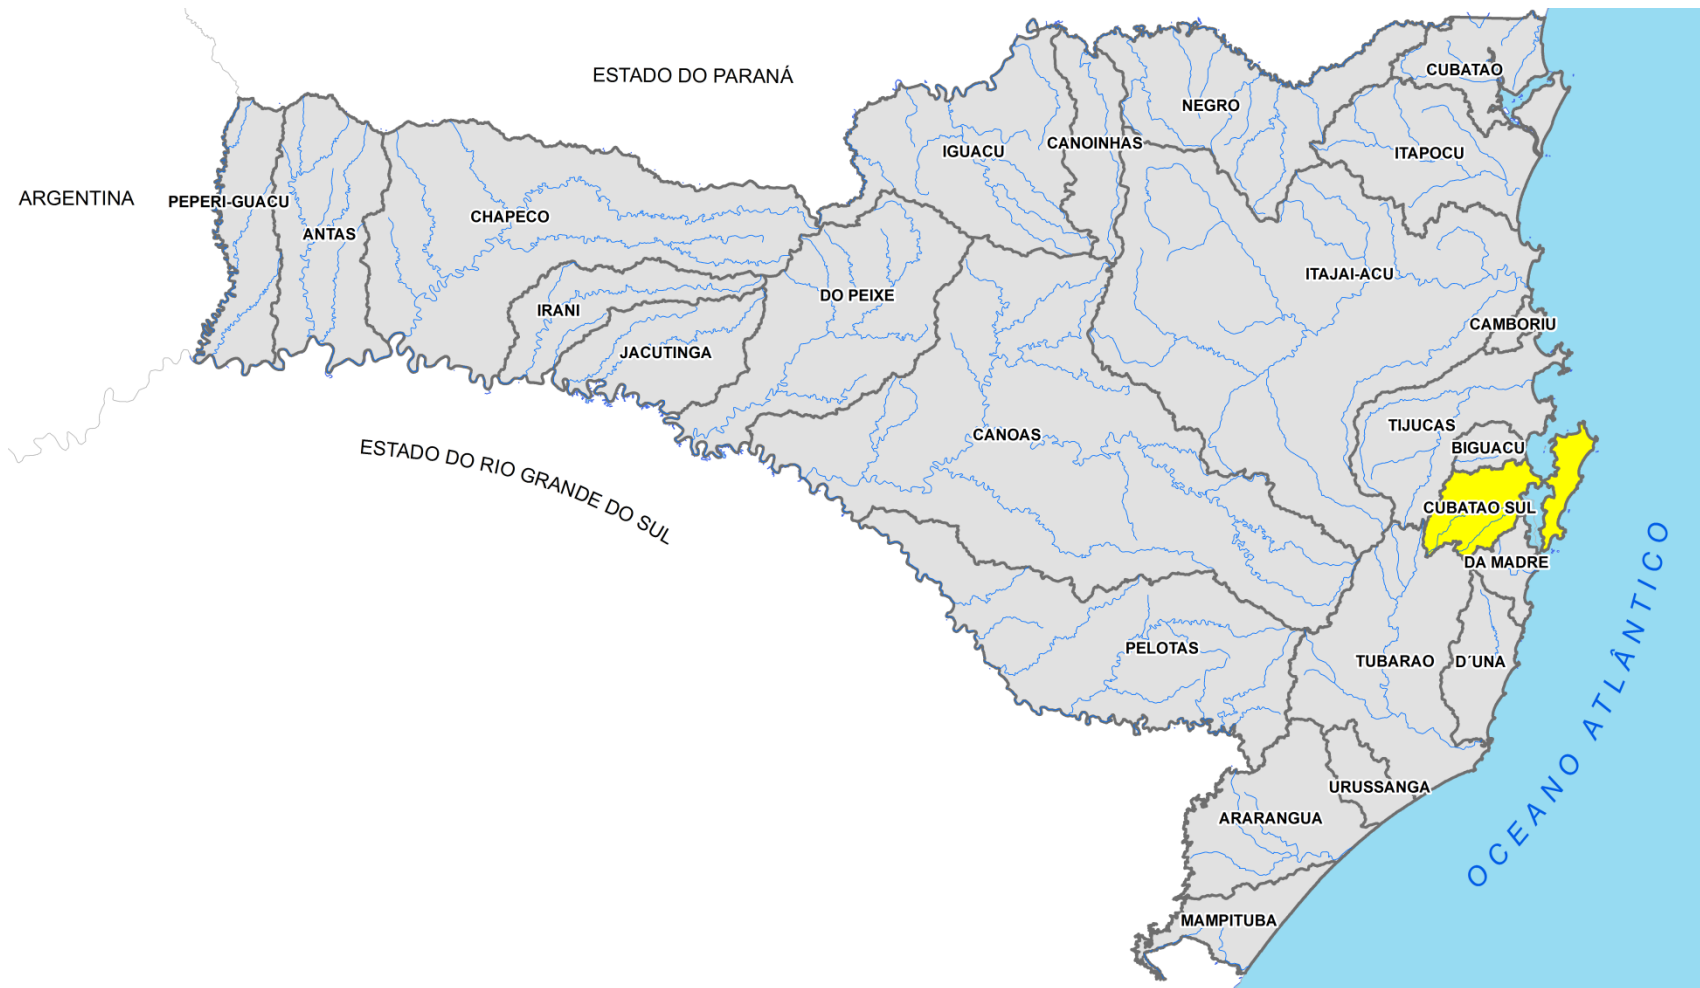 ESTADO DO PARANÁ
CUBATAO
NEGRO
CANOINHAS
IGUACU
ITAPOCU
ARGENTINA
PEPERI-GUACU
CHAPECO
ANTAS
ITAJAI-ACU
DO PEIXE
IRANI
CAMBORIU
JACUTINGA
TIJUCAS
CANOAS
BIGUACU
ESTADO DO RIO GRANDE DO SUL
CUBATAO SUL
DA MADRE
PELOTAS
TUBARAO
D´UNA
OCEANO ATLÂNTICO
URUSSANGA
ARARANGUA
MAMPITUBA